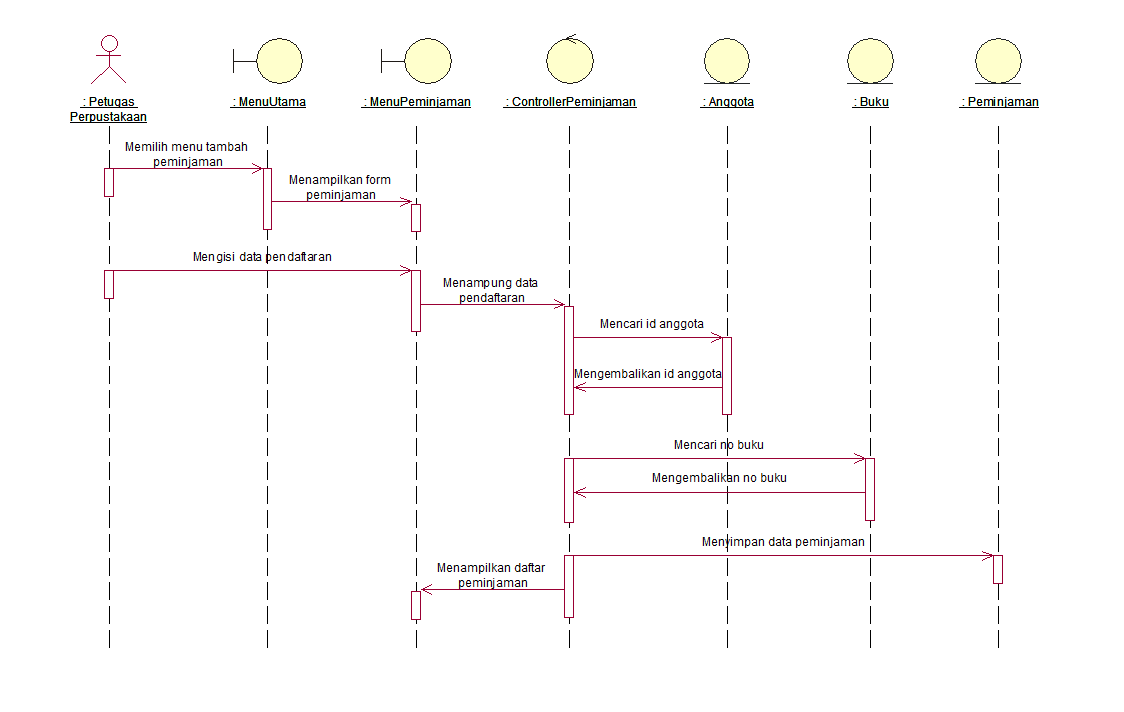 : Petugas
Perpustakaan
: MenuUtama
: MenuPeminjaman
: ControllerPeminjaman
: Anggota
: Buku
: Peminjaman
Memilih menu tambah
peminjaman
Menampilkan form
peminjaman
Mengisi data pendaftaran
Menampung data
pendaftaran
Mencari id anggota
Mengembalikan id anggota
Mencari no buku
Mengembalikan no buku
Menyimpan data peminjaman
Menampilkan daftar
peminjaman